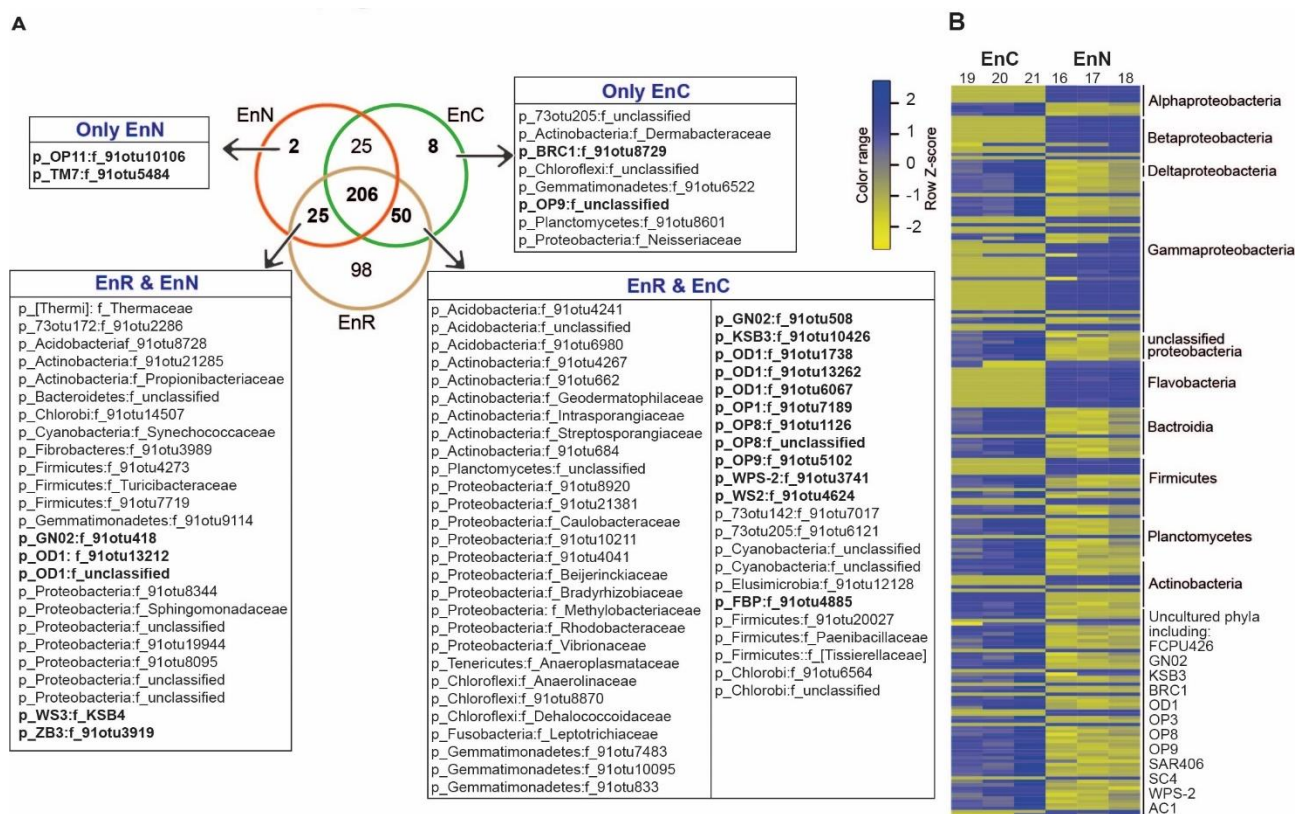 A
EnN
EnC
2
25
8
206
25
50
98
EnR
Only EnN
p_OP11:f_91otu10106
p_TM7:f_91otu5484
Only EnC
p_73otu205:f_unclassified
p_Actinobacteria:f_Dermabacteraceae
p_BRC1:f_91otu8729
p_Chloroflexi:f_unclassified
p_Gemmatimonadetes:f_91otu6522
p_OP9:f_unclassified
p_Planctomycetes:f_91otu8601
p_Proteobacteria:f_Neisseriaceae
EnR & EnN
p_[Thermi]: f_Thermaceae
p_73otu172:f_91otu2286
p_Acidobacteriaf_91otu8728
p_Actinobacteria:f_91otu21285
p_Actinobacteria:f_Propionibacteriaceae
p_Bacteroidetes:f_unclassified
p_Chlorobi:f_91otu14507
p_Cyanobacteria:f_Synechococcaceae
p_Fibrobacteres:f_91otu3989
p_Firmicutes:f_91otu4273
p_Firmicutes:f_Turicibacteraceae
p_Firmicutes:f_91otu7719
p_Gemmatimonadetes:f_91otu9114
p_GN02:f_91otu418
p_OD1: f_91otu13212
p_OD1:f_unclassified
p_Proteobacteria:f_91otu8344
p_Proteobacteria:f_Sphingomonadaceae
p_Proteobacteria:f_unclassified
p_Proteobacteria:f_91otu19944
p_Proteobacteria:f_91otu8095
p_Proteobacteria:f_unclassified
p_Proteobacteria:f_unclassified
p_WS3:f_KSB4
p_ZB3:f_91otu3919
EnR & EnC
p_Acidobacteria:f_91otu4241
p_Acidobacteria:f_unclassified
p_Acidobacteria:f_91otu6980
p_Actinobacteria:f_91otu4267
p_Actinobacteria:f_91otu662
p_Actinobacteria:f_Geodermatophilaceae
p_Actinobacteria:f_Intrasporangiaceae
p_Actinobacteria:f_Streptosporangiaceae
p_Actinobacteria:f_91otu684
p_Planctomycetes:f_unclassified
p_Proteobacteria:f_91otu8920
p_Proteobacteria:f_91otu21381
p_Proteobacteria:f_Caulobacteraceae
p_Proteobacteria:f_91otu10211
p_Proteobacteria:f_91otu4041
p_Proteobacteria:f_Beijerinckiaceae
p_Proteobacteria:f_Bradyrhizobiaceae
p_Proteobacteria: f_Methylobacteriaceae
p_Proteobacteria:f_Rhodobacteraceae
p_Proteobacteria:f_Vibrionaceae
p_Tenericutes:f_Anaeroplasmataceae
p_Chloroflexi:f_Anaerolinaceae
p_Chloroflexi:f_91otu8870
p_Chloroflexi:f_Dehalococcoidaceae
p_Fusobacteria:f_Leptotrichiaceae
p_Gemmatimonadetes:f_91otu7483
p_Gemmatimonadetes:f_91otu10095
p_Gemmatimonadetes:f_91otu833
p_GN02:f_91otu508
p_KSB3:f_91otu10426
p_OD1:f_91otu1738
p_OD1:f_91otu13262
p_OD1:f_91otu6067
p_OP1:f_91otu7189
p_OP8:f_91otu1126
p_OP8:f_unclassified
p_OP9:f_91otu5102
p_WPS-2:f_91otu3741
p_WS2:f_91otu4624
p_73otu142:f_91otu7017
p_73otu205:f_91otu6121
p_Cyanobacteria:f_unclassified
p_Cyanobacteria:f_unclassified
p_Elusimicrobia:f_91otu12128
p_FBP:f_91otu4885
p_Firmicutes:f_91otu20027
p_Firmicutes:f_Paenibacillaceae
p_Firmicutes::f_[Tissierellaceae]
p_Chlorobi:f_91otu6564
p_Chlorobi:f_unclassified
B
EnC EnN
19 20 21 16 17 18
Color range
Row Z-score
2
1
0
-1
-2
Alphaproteobacteria
Betaproteobacteria
Deltaproteobacteria
Gammaproteobacteria
unclassified
proteobacteria
Flavobacteria
Bactroidia
Firmicutes
Planctomycetes
Actinobacteria
Uncultured phyla
including:
FCPU426
GN02
KSB3
BRC1
OD1
OP3
OP8
OP9
SAR406
SC4
WPS-2
AC1